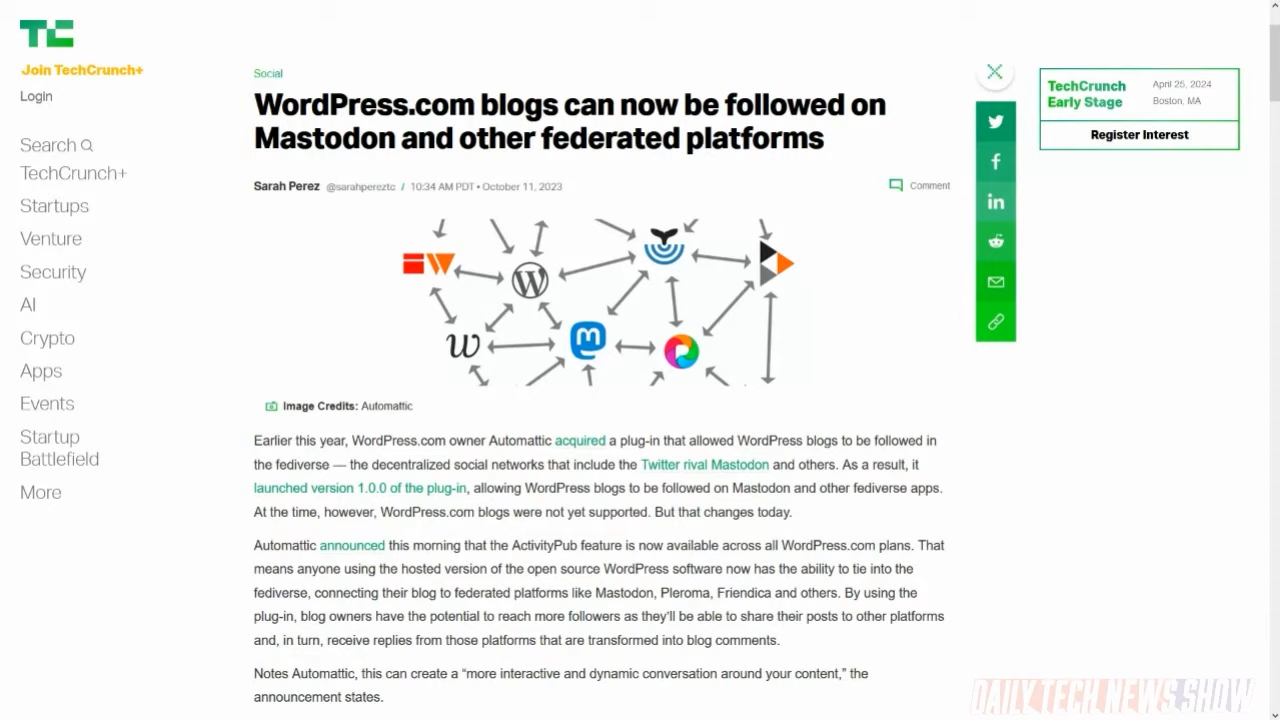 TC
Join TechCrunch+
Login
Search
TechCrunch+
Startups
Venture
Security
AI
Crypto
Apps
Events
Startup
Battlefield
More
Social
WordPress.com blogs can now be followed on
Mastodon and other federated platforms
Sarah Perez @sarahpereztc / 10:34 AM PDT • October 11, 2023
Comment
Image Credits: Automattic
Earlier this year, WordPress.com owner Automattic acquired a plug-in that allowed WordPress blogs to be followed in
the fediverse — the decentralized social networks that include the Twitter rival Mastodon and others. As a result, it
launched version 1.0.0 of the plug-in, allowing WordPress blogs to be followed on Mastodon and other fediverse apps.
At the time, however, WordPress.com blogs were not yet supported. But that changes today.
Automattic announced this morning that the ActivityPub feature is now available across all WordPress.com plans. That
means anyone using the hosted version of the open source WordPress software now has the ability to tie into the
fediverse, connecting their blog to federated platforms like Mastodon, Pleroma, Friendica and others. By using the
plug-in, blog owners have the potential to reach more followers as they'll be able to share their posts to other platforms
and, in turn, receive replies from those platforms that are transformed into blog comments.
Notes Automattic, this can create a “more interactive and dynamic conversation around your content,” the
announcement states.
TechCrunch
Early Stage
April 25, 2024
Boston, MA
Register Interest
DAILY TECH NEWS SHOW